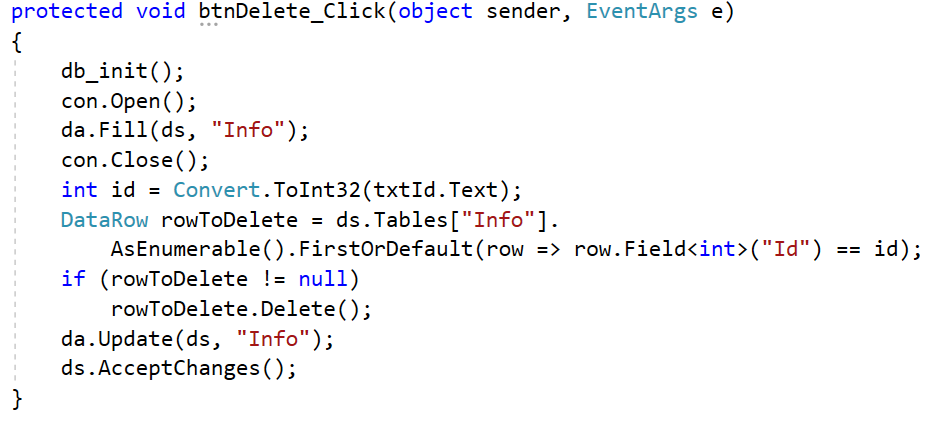 protected void btnDelete_Click(object sender, EventArgs e)
{
    db_init();
    con.Open();
    da.Fill(ds, "Info");
    con.Close();
    int id = Convert.ToInt32(txtId.Text);
    DataRow rowToDelete = ds.Tables["Info"].
        AsEnumerable().FirstOrDefault(row => row.Field<int>("Id") == id);
    if (rowToDelete != null)
        rowToDelete.Delete();
    da.Update(ds, "Info");
    ds.AcceptChanges();
}